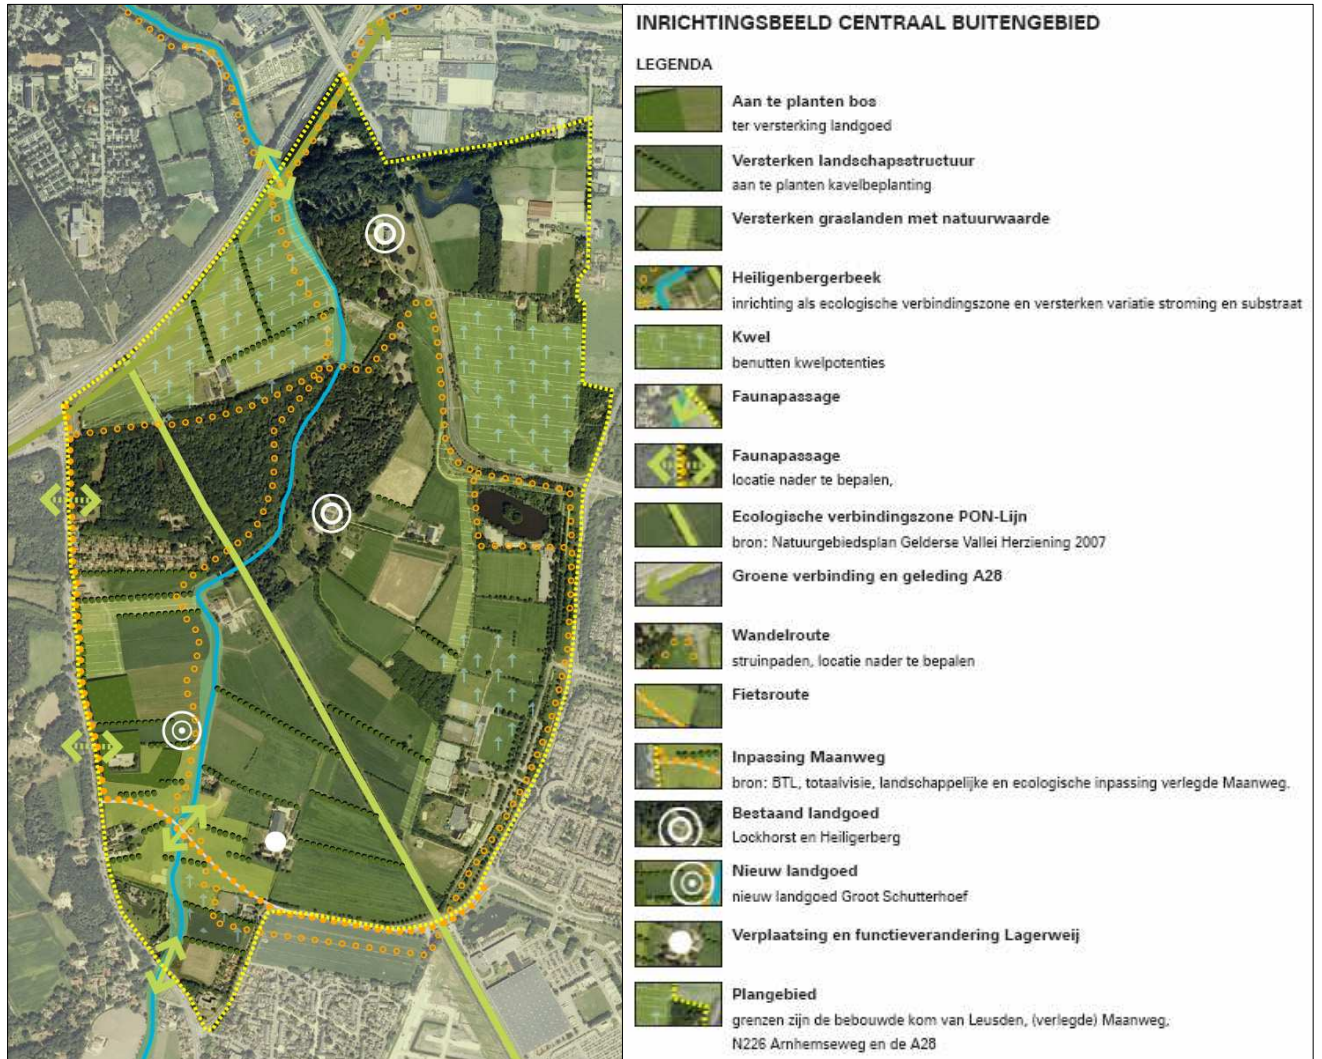 INRICHTINGSBEELD CENTRAAL BUITENGEBIED
LEGENDA
Aan te planten bos
ter versterking landgoed
Versterken landschapsstructuur
aan te planten kavelbeplanting
Versterken graslanden met natuurwaarde
Heiligenbergerbeek
inrichting als ecologische verbindingszone en versterken variatie stroming en substraat
Kwel
benutten kwelpotenties
Faunapassage
Faunapassage
locatie nader te bepalen,
Ecologische verbindingszone PON-Lijn
bron: Natuurgebiedsplan Gelderse Vallei Herziening 2007
Groene verbinding en geleding A28
Wandelroute
struinpaden, locatie nader te bepalen
Fietsroute
Inpassing Maanweg
bron: BTL, totaalvisie, landschappelijke en ecologische inpassing verlegde Maanweg.
Bestaand landgoed
Lockhorst en Heiligerberg
Nieuw landgoed
nieuw landgoed Groot Schutterhoef
Verplaatsing en functieverandering Lagerweij
Plangebied
grenzen zijn de bebouwde kom van Leusden, (verlegde) Maanweg,
N226 Arnhemseweg en de A28